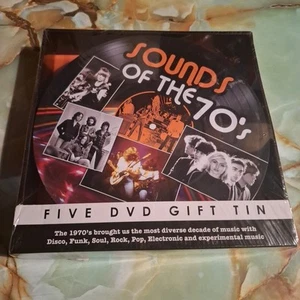 SOUNDS
OF THE 70's
FIVE DVD GIFT TIN
The 1970's brought us the most diverse decade of music with
Disco, Funk, Soul, Rock, Pop, Electronic and experimental music